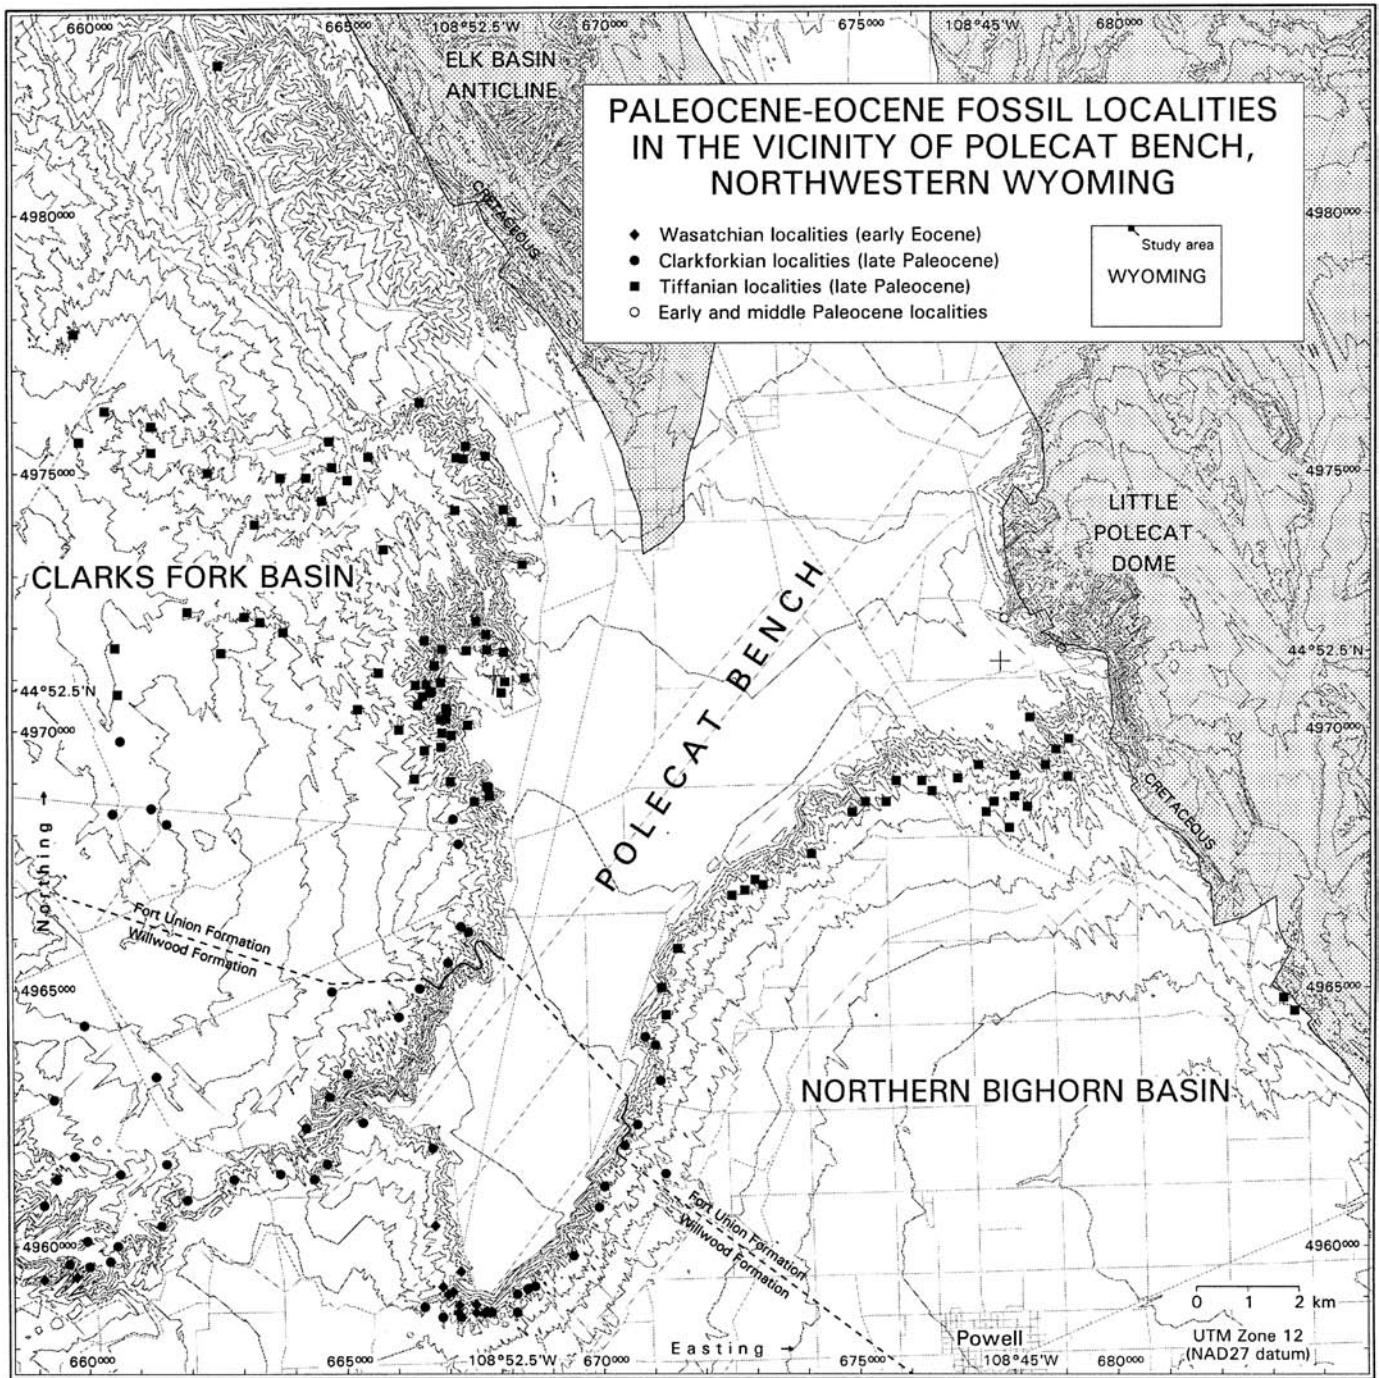 660000
665000
108°52.5'W
670000
675000
108°45'W
680000
ELK BASIN
ANTICLINE
PALEOCENE-EOCENE FOSSIL LOCALITIES
IN THE VICINITY OF POLECAT BENCH,
NORTHWESTERN WYOMING
Wasatchian localities (early Eocene)
Clarkforkian localities (late Paleocene)
Tiffanian localities (late Paleocene)
Early and middle Paleocene localities
Study area
WYOMING
CRETACEOUS
4980000
4980000
4975000
4975000
LITTLE
POLECAT
DOME
CLARKS FORK BASIN
POLECAT BENCH
44°52.5'N
44°52.5'N
4970000
4970000
CRETACEOUS
Northing →
Fort Union Formation
Willwood Formation
4965000
4965000
NORTHERN BIGHORN BASIN
Fort Union Formation
Willwood Formation
4960000
4960000
0 1 2 km
UTM Zone 12
(NAD27 datum)
Powell
Easting →
660000
665000
108°52.5'W
670000
675000
108°45'W
680000